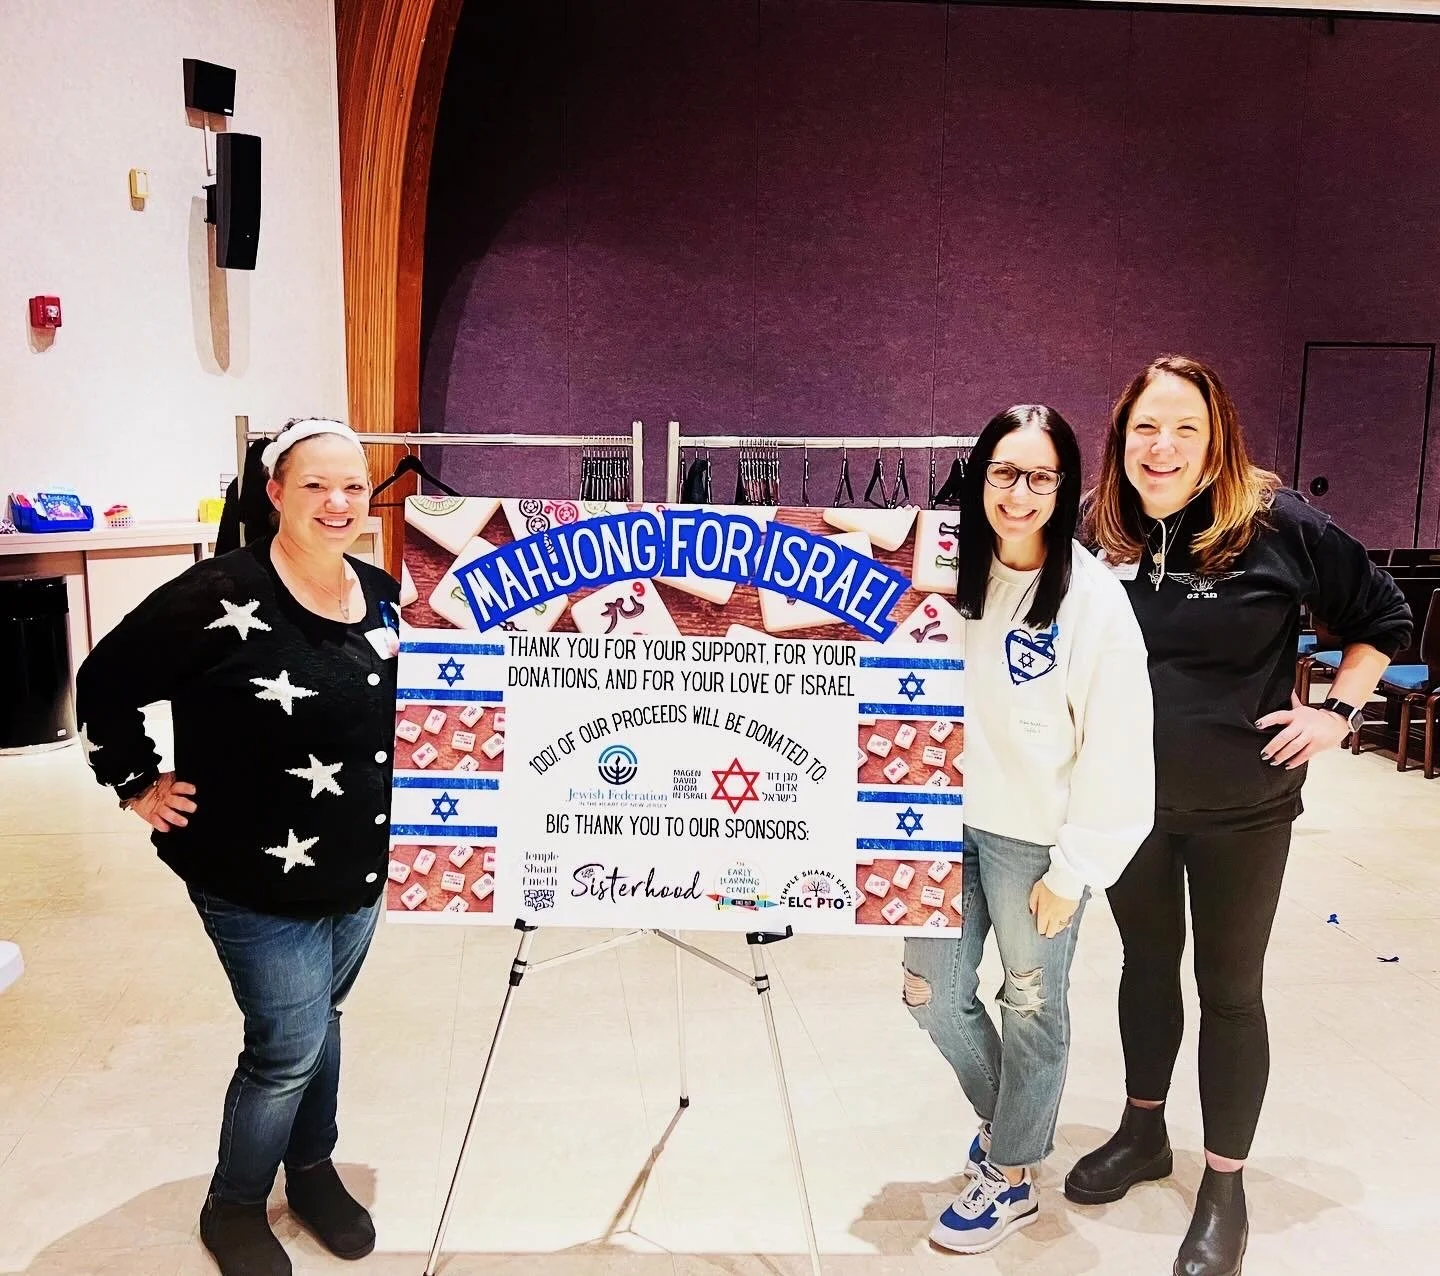 MAHJONG FOR ISRAEL
THANK YOU FOR YOUR SUPPORT, FOR YOUR
DONATIONS, AND FOR YOUR LOVE OF ISRAEL
100% OF OUR PROCEEDS WILL BE DONATED TO:
Jewish Federation
IN THE HEART OF NEW JERSEY
MAGEN
DAVID
ADOM
IN ISRAEL
מגן דוד
אדום
בישראל
BIG THANK YOU TO OUR SPONSORS:
Temple
Shaari
Emeth
Sisterhood
THE
EARLY
LEARNING
CENTER
TEMPLE SHAARI EMETH
ELC PTO